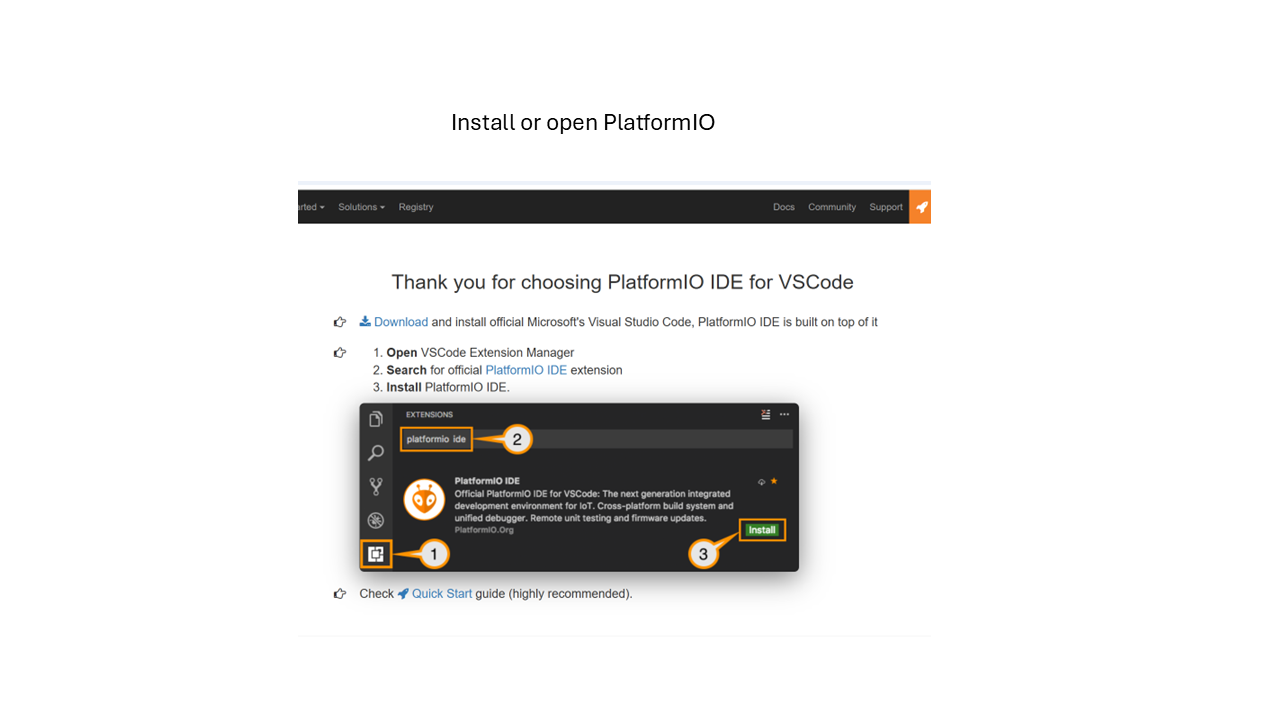 Install or open PlatformIO
arted Solutions Registry Docs Community Support
Thank you for choosing PlatformIO IDE for VSCode
Download and install official Microsoft's Visual Studio Code, PlatformIO IDE is built on top of it
1. Open VSCode Extension Manager
2. Search for official PlatformIO IDE extension
3. Install PlatformIO IDE.
EXTENSIONS
platformio ide
2
PlatformIO IDE
Official PlatformIO IDE for VSCode: The next generation integrated
development environment for IoT. Cross-platform build system and
unified debugger. Remote unit testing and firmware updates.
PlatformIO.Org
Install
1
3
Check Quick Start guide (highly recommended).